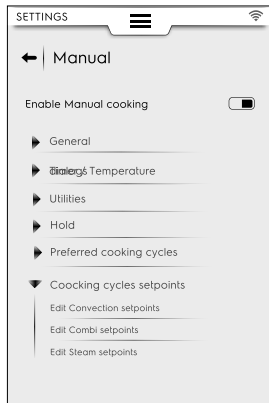 SETTINGS
Manual
Enable Manual cooking
General
Temperature
Utilities
Hold
Preferred cooking cycles
Coocking cycles setpoints
Edit Convection setpoints
Edit Combi setpoints
Edit Steam setpoints